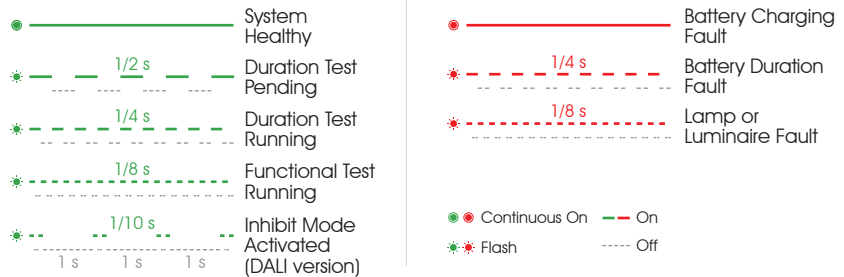 System
Healthy
1/2 s
Duration Test
Pending
1/4 s
Duration Test
Running
1/8 s
Functional Test
Running
1/10 s
Inhibit Mode
Activated
(DALI version)
1 s 1 s 1 s
Battery Charging
Fault
1/4 s
Battery Duration
Fault
1/8 s
Lamp or
Luminaire Fault
Continuous On On
Flash Off